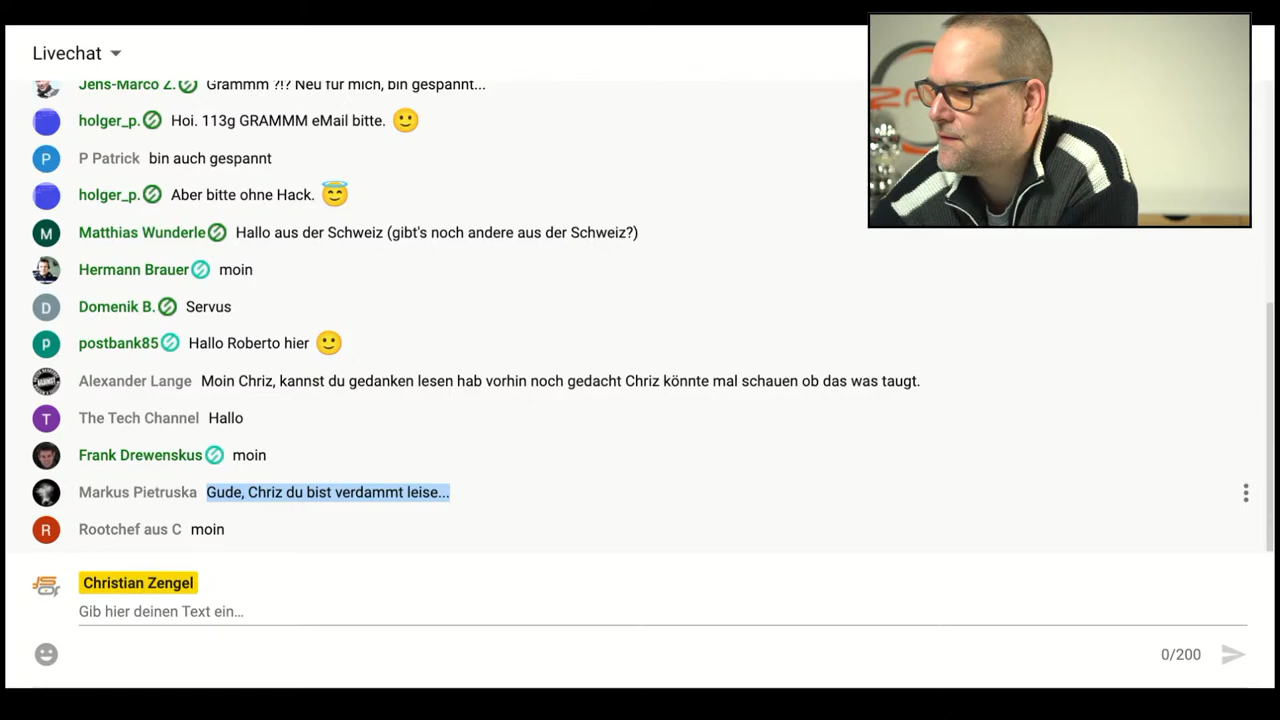 Livechat
Jens-Marco Z. Grammm ?!? Neu für mich, bin gespannt...
holger_p. Hoi. 113g GRAMMM eMail bitte.
P P Patrick bin auch gespannt
holger_p. Aber bitte ohne Hack.
M Matthias Wunderle Hallo aus der Schweiz (gibt's noch andere aus der Schweiz?)
Hermann Brauer moin
D Domenik B. Servus
p postbank85 Hallo Roberto hier
Alexander Lange Moin Chriz, kannst du gedanken lesen hab vorhin noch gedacht Chriz könnte mal schauen ob das was taugt.
T The Tech Channel Hallo
Frank Drewenskus moin
Markus Pietruska Gude, Chriz du bist verdammt leise...
R Rootchef aus C moin
Christian Zengel
Gib hier deinen Text ein...
0/200